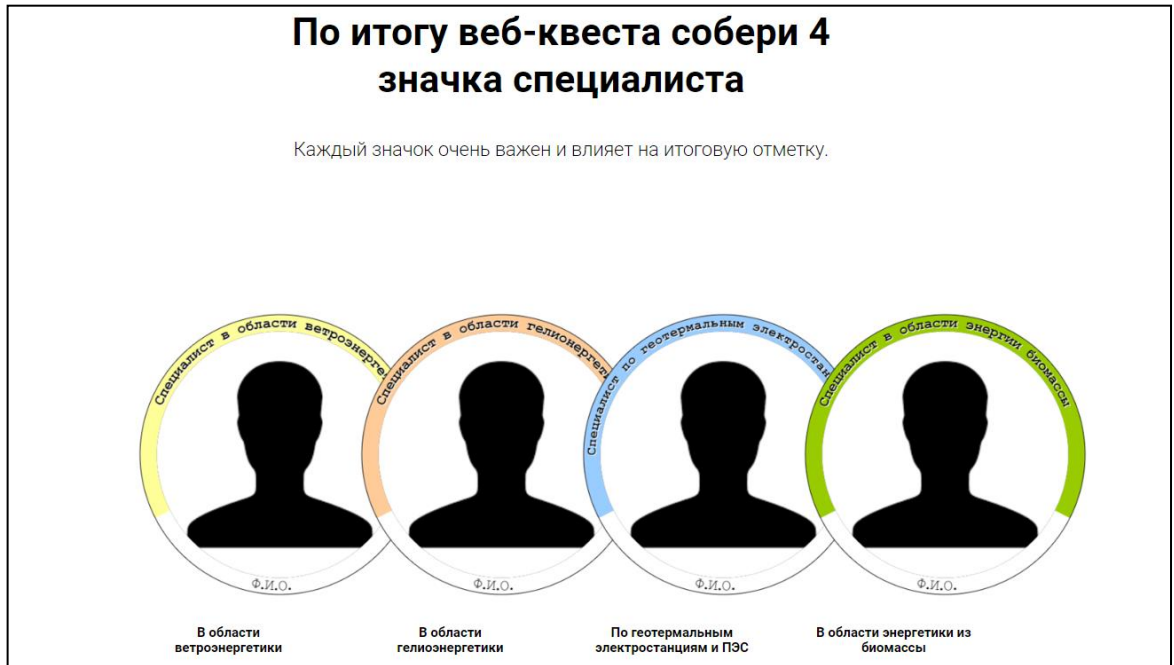 По итогу веб-квеста собери 4
значка специалиста
Каждый значок очень важен и влияет на итоговую отметку.
Специалист в области ветроэнерге
Специалист в области гелионергет
Специалист по геотермальным электростан
Специалист в области энергии биомассы
Ф.И.О.
Ф.И.О.
Ф.И.О.
Ф.И.О.
В области
ветроэнергетики
В области
гелиоэнергетики
По геотермальным
электростанциям и ПЭС
В области энергетики из
биомассы